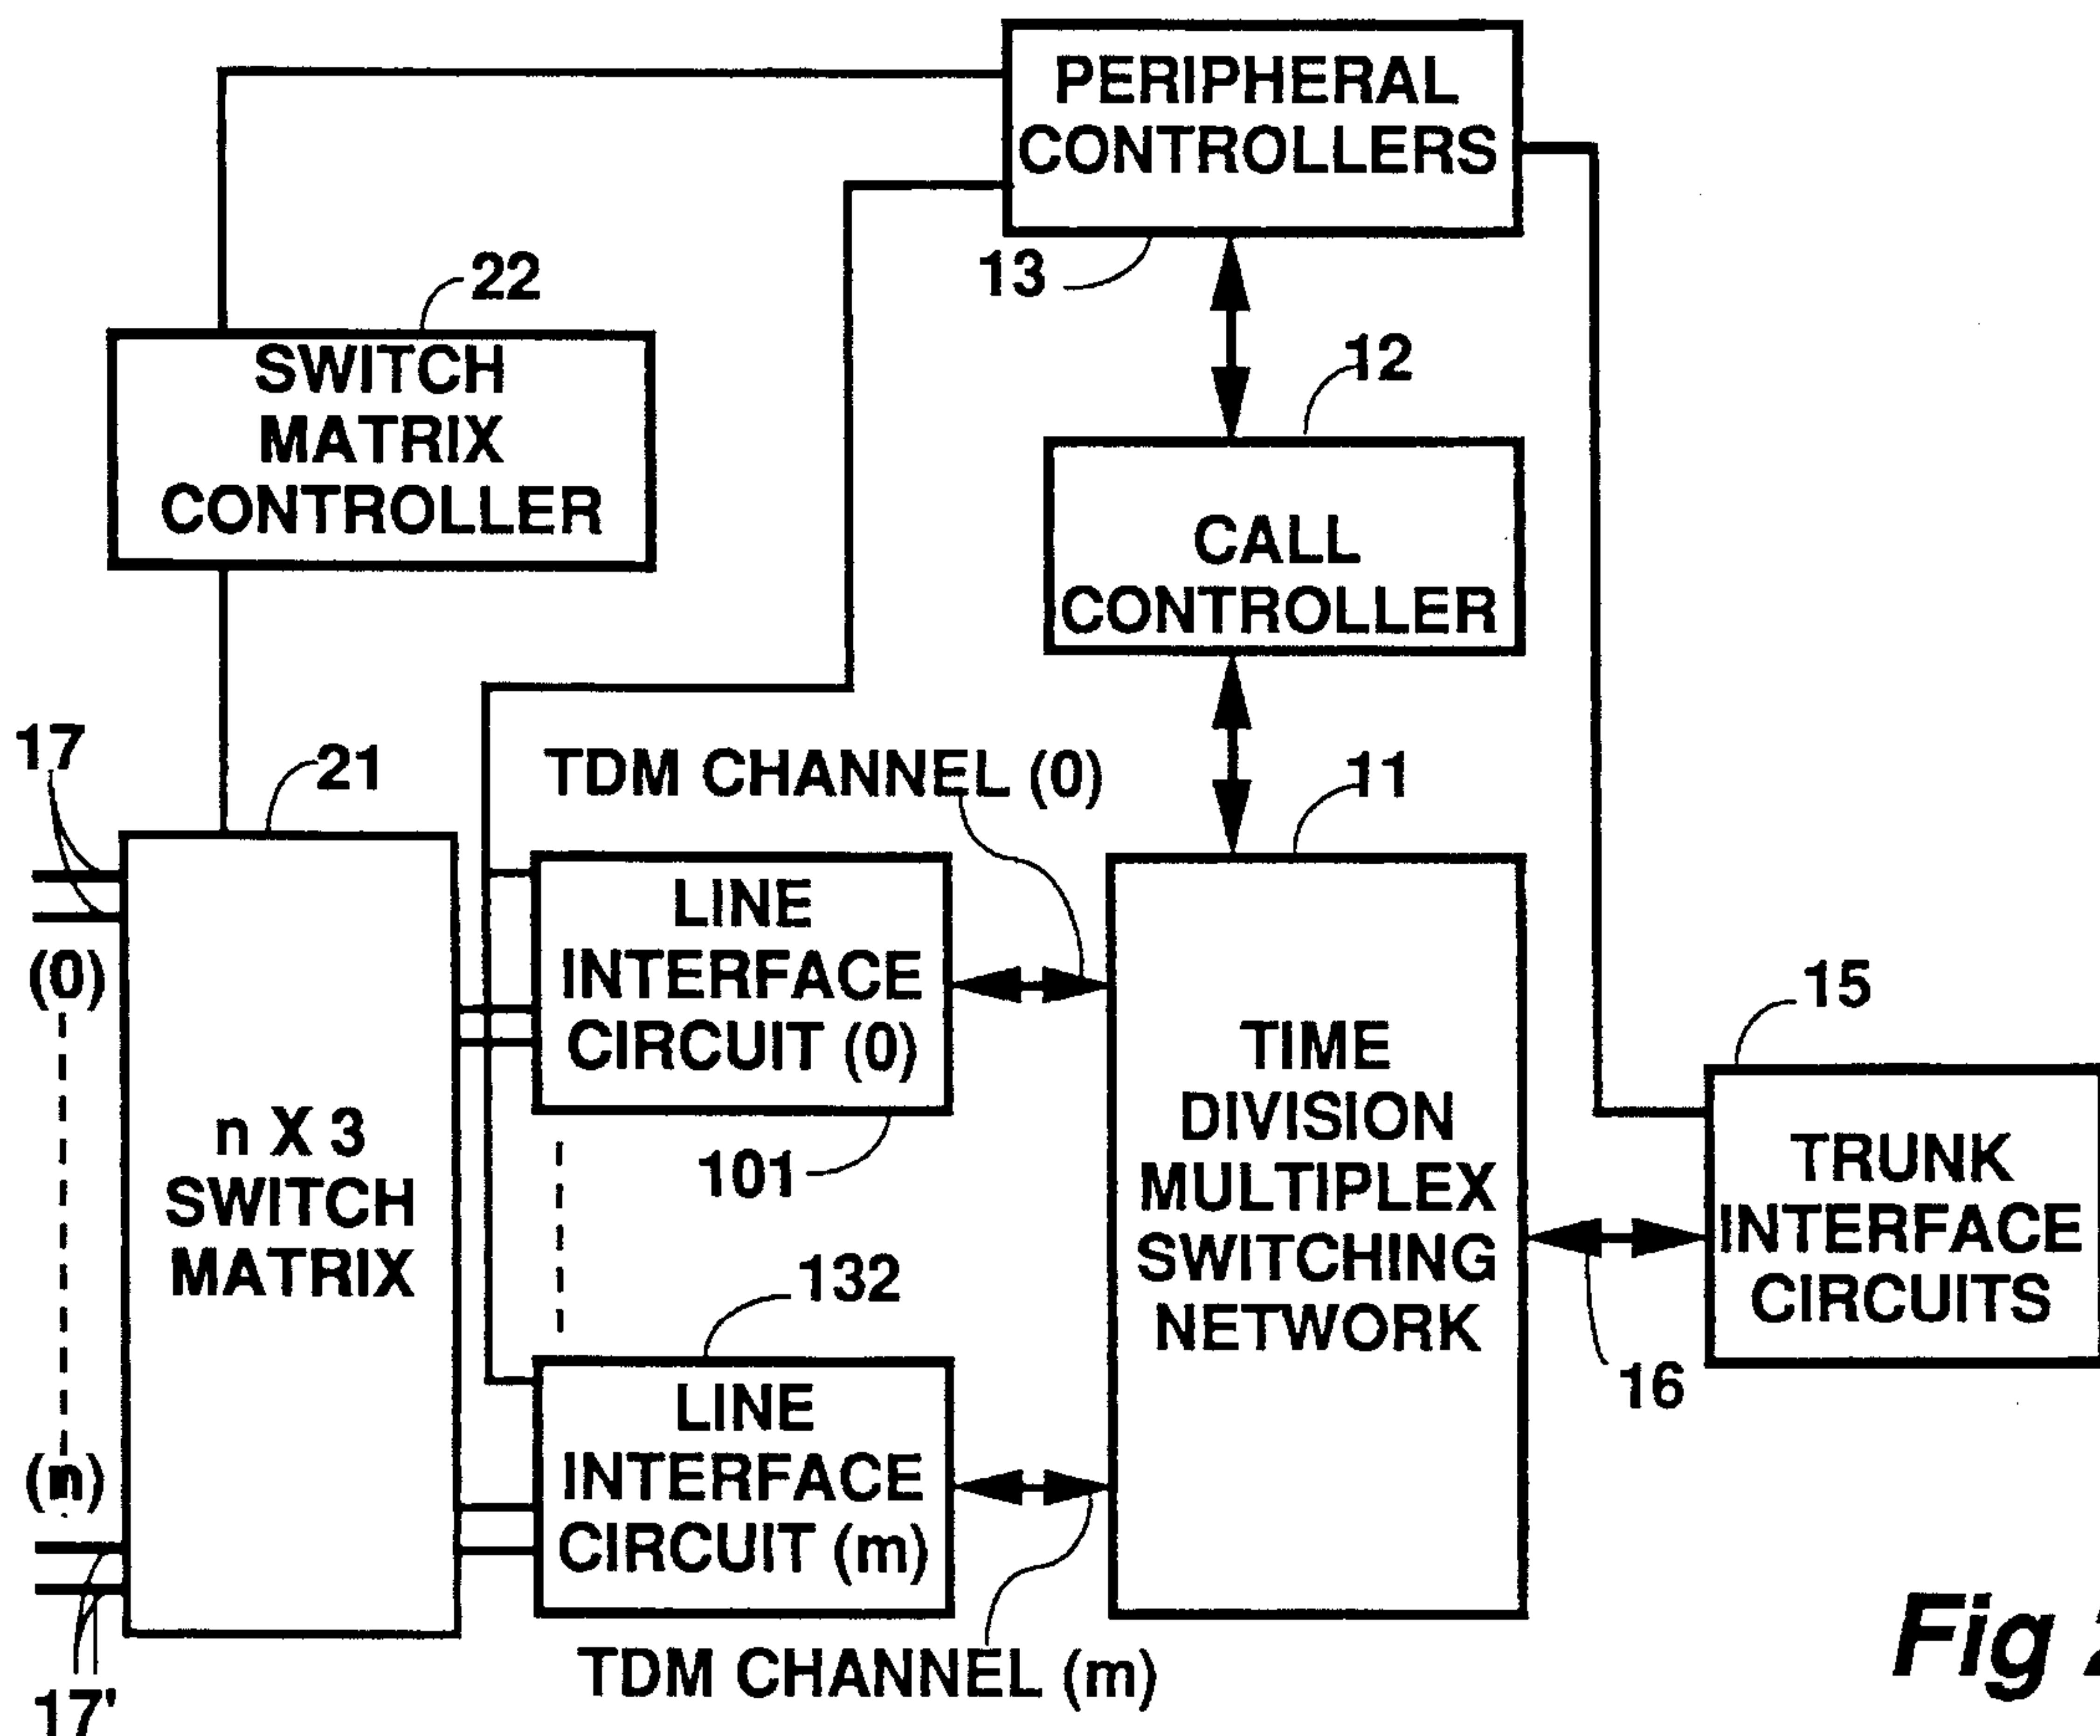 PERIPHERAL
CONTROLLERS
13
22
SWITCH
MATRIX
CONTROLLER
12
CALL
CONTROLLER
17
21
TDM CHANNEL (0)
11
(0)
n X 3
SWITCH
MATRIX
(n)
17'
LINE
INTERFACE
CIRCUIT (0)
101
132
LINE
INTERFACE
CIRCUIT (m)
TDM CHANNEL (m)
TIME
DIVISION
MULTIPLEX
SWITCHING
NETWORK
15
TRUNK
INTERFACE
CIRCUITS
16
Fig